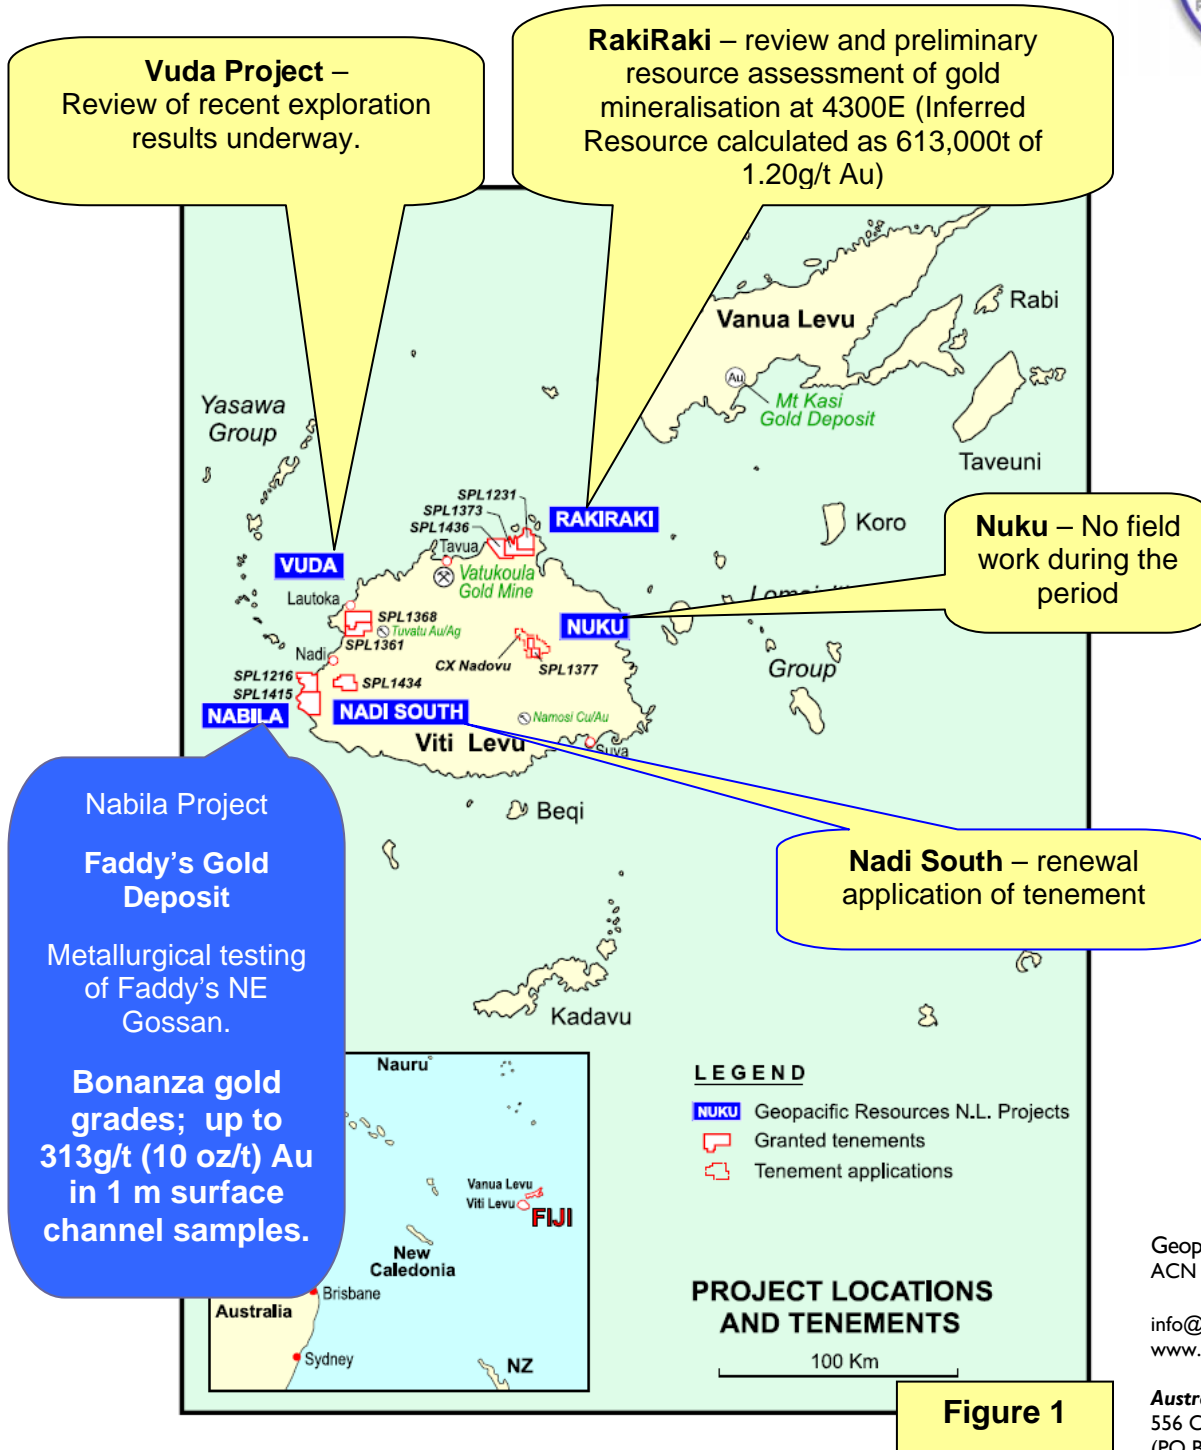 Vuda Project –
Review of recent exploration
results underway.
RakiRaki – review and preliminary
resource assessment of gold
mineralisation at 4300E (Inferred
Resource calculated as 613,000t of
1.20g/t Au)
Vanua Levu
Rabi
Au
Mt Kasi
Gold Deposit
Yasawa
Group
Taveuni
SPL1231
SPL1373
SPL1436
RAKIRAKI
Koro
Tavua
Vatukoula
Gold Mine
VUDA
Nuku – No field
work during the
period
Lautoka
SPL1368
Tuvatu Au/Ag
SPL1361
NUKU
Nadi
CX Nadovu
SPL1377
Group
SPL1216
SPL1415
SPL1434
NABILA
NADI SOUTH
Namosi Cu/Au
Viti Levu
Suva
Beqi
Nadi South – renewal
application of tenement
Nabila Project
Faddy's Gold
Deposit
Metallurgical testing
of Faddy's NE
Gossan.
Bonanza gold
grades; up to
313g/t (10 oz/t) Au
in 1 m surface
channel samples.
Kadavu
Nauru
Vanua Levu
Viti Levu
FIJI
New
Caledonia
Brisbane
Australia
Sydney
NZ
LEGEND
NUKU Geopacific Resources N.L. Projects
Granted tenements
Tenement applications
PROJECT LOCATIONS
AND TENEMENTS
100 Km
Figure 1
ACN
info@
www.
556